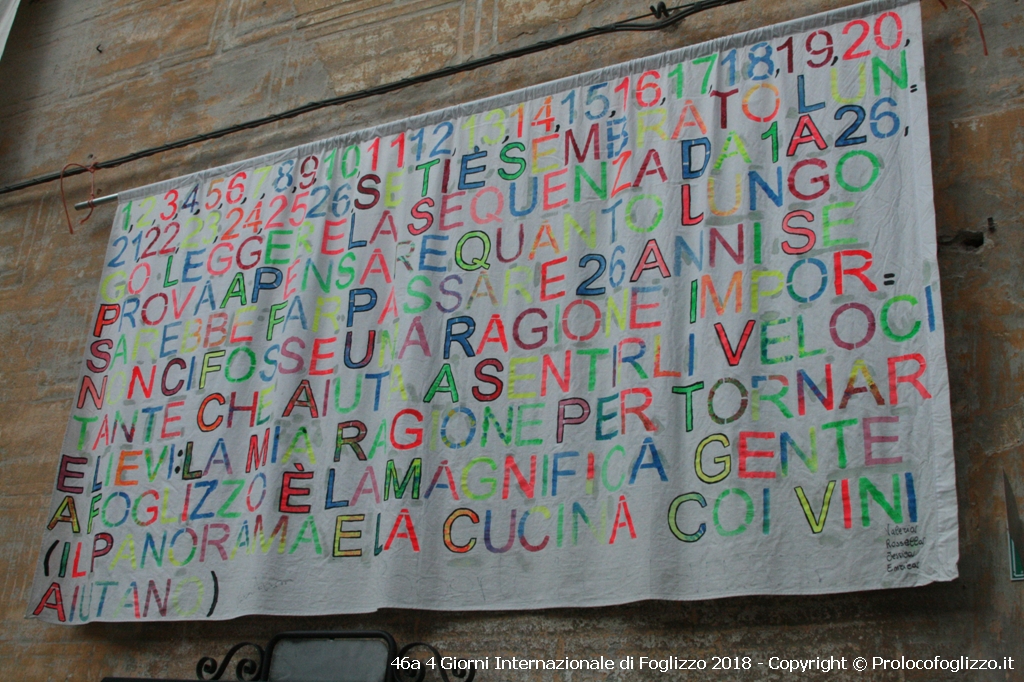 1,2,3,4,5,6,7,8,9,10,11,12,13,14,15,16,17,18,19,20,
21,22,23,24,25,26 SE TI È SEMBRATO LUN=
GO LEGGERE LA SEQUENZA DA 1 A 26,
PROVA A PENSARE QUANTO LUNGO
SAREBBE FAR PASSARE 26 ANNI SE
NON CI FOSSE UNA RAGIONE IMPOR=
TANTE CHE AIUTA A SENTIRLI VELOCI
E LIEVI: LA MIA RAGIONE PER TORNAR
A FOGLIZZO È LA MAGNIFICA GENTE
(IL PANORAMA E LA CUCINA COI VINI
AIUTANO)
46a 4 Giorni Internazionale di Foglizzo 2018 - Copyright © Prolocofoglizzo.it